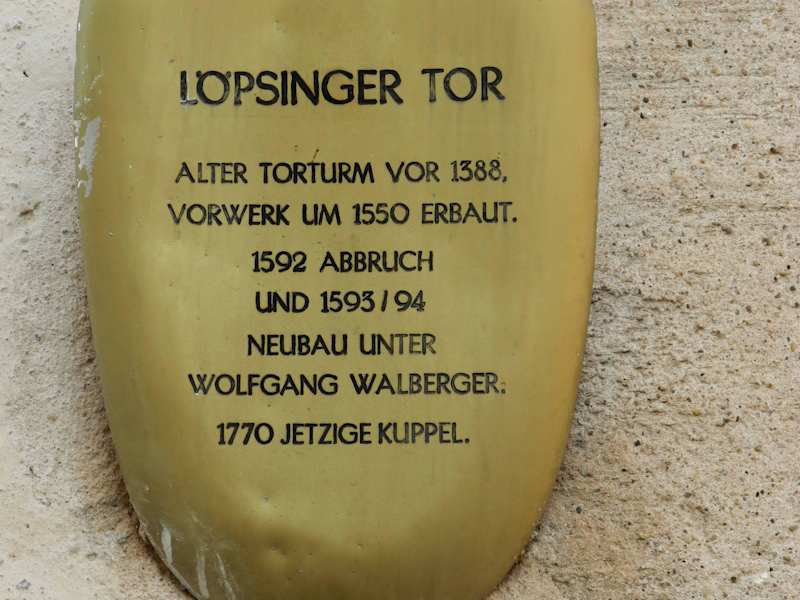 LÖPSINGER TOR
ALTER TORTURM VOR 1388,
VORWERK UM 1550 ERBAUT.
1592 ABBRUCH
UND 1593/94
NEUBAU UNTER
WOLFGANG WALBERGER.
1770 JETZIGE KUPPEL.